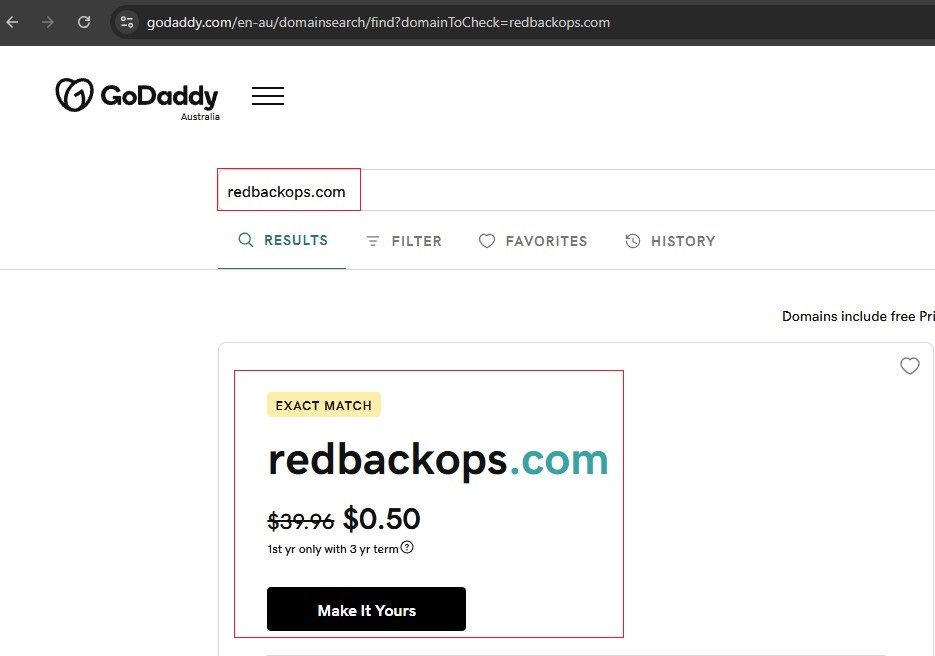 godaddy.com/en-au/domainsearch/find?domainToCheck=redbackops.com
GoDaddy
Australia
redbackops.com
RESULTS FILTER FAVORITES HISTORY
Domains include free Pri
EXACT MATCH
redbackops.com
$39.96 $0.50
1st yr only with 3 yr term ?
Make It Yours